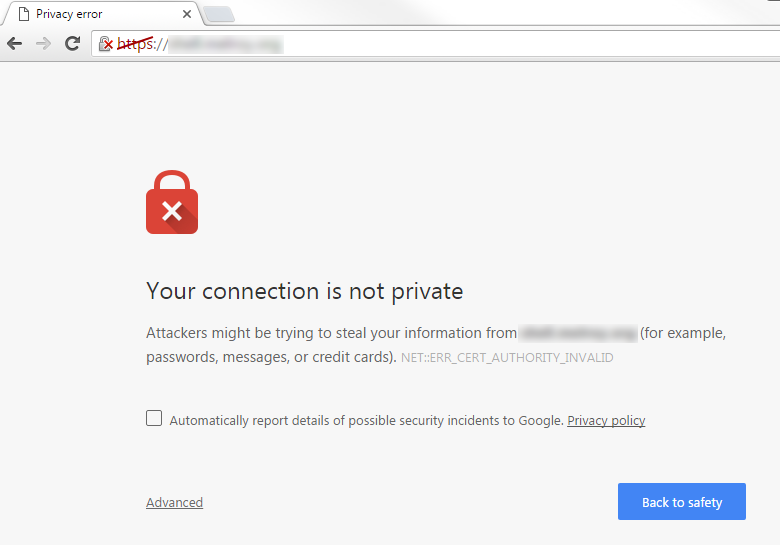 Privacy error
https://
Your connection is not private
Attackers might be trying to steal your information from (for example,
passwords, messages, or credit cards). NET::ERR_CERT_AUTHORITY_INVALID
Automatically report details of possible security incidents to Google. Privacy policy
Advanced
Back to safety